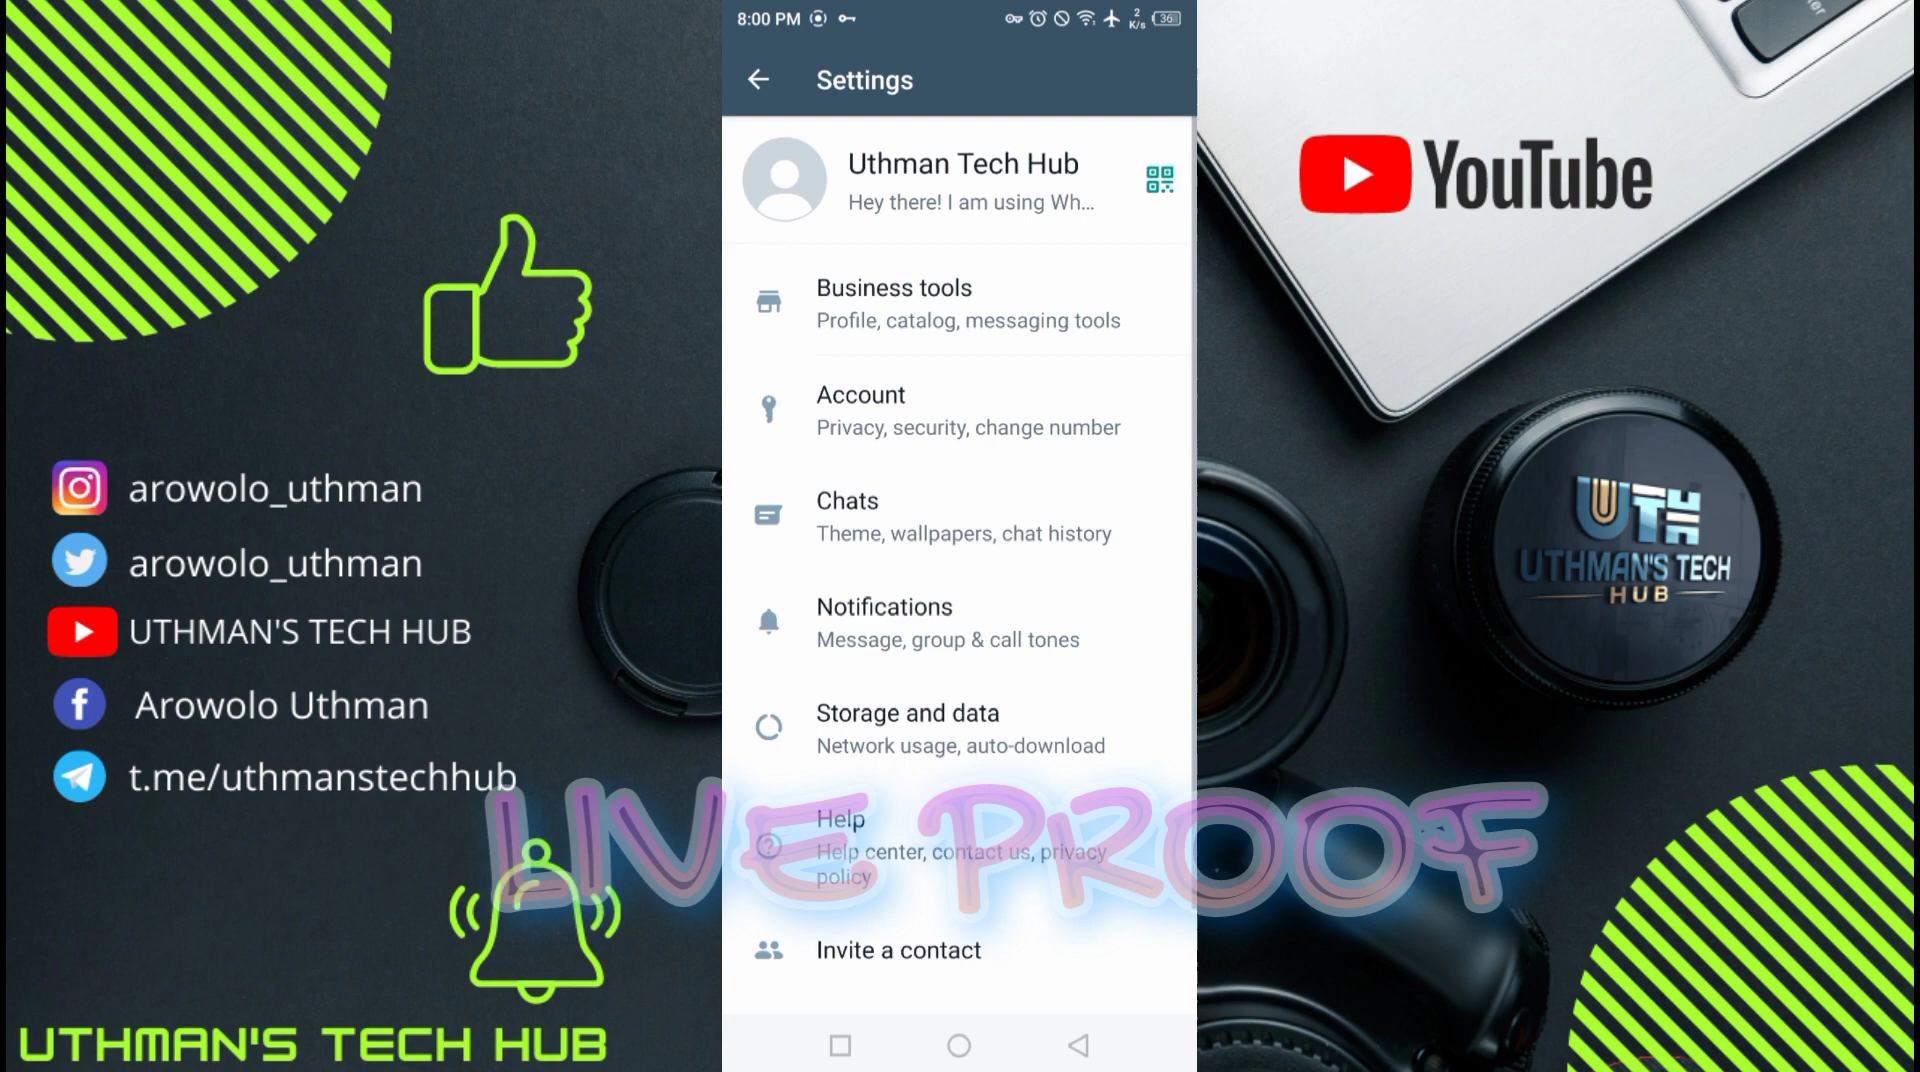 8:00 PM
2
K/s
36
Settings
Uthman Tech Hub
Hey there! I am using Wh...
Business tools
Profile, catalog, messaging tools
Account
Privacy, security, change number
Chats
Theme, wallpapers, chat history
Notifications
Message, group & call tones
Storage and data
Network usage, auto-download
Help
Help center, contact us, privacy
policy
Invite a contact
LIVE PROOF
arowolo_uthman
arowolo_uthman
UTHMAN'S TECH HUB
Arowolo Uthman
t.me/uthmanstechhub
UTHMAN'S TECH HUB
YouTube
UTH
UTHMAN'S TECH
HUB